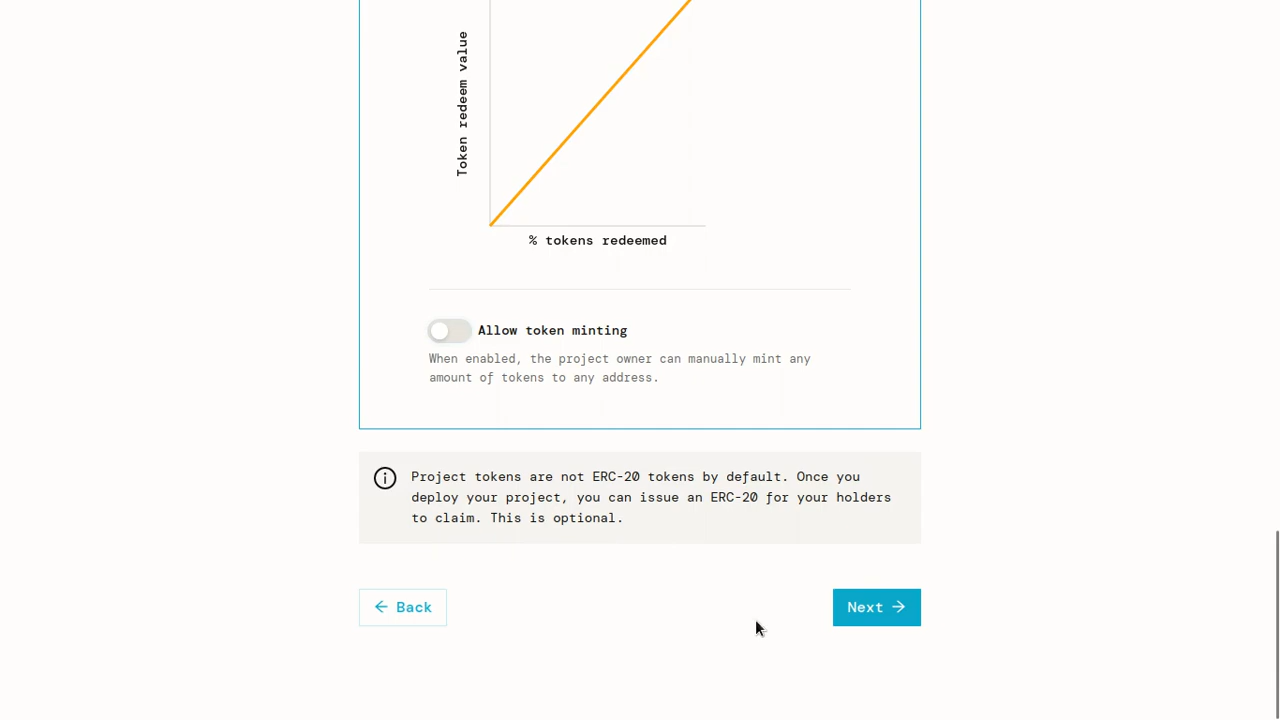 Token redeem value
% tokens redeemed
Allow token minting
When enabled, the project owner can manually mint any
amount of tokens to any address.
Project tokens are not ERC-20 tokens by default. Once you
deploy your project, you can issue an ERC-20 for your holders
to claim. This is optional.
Back
Next